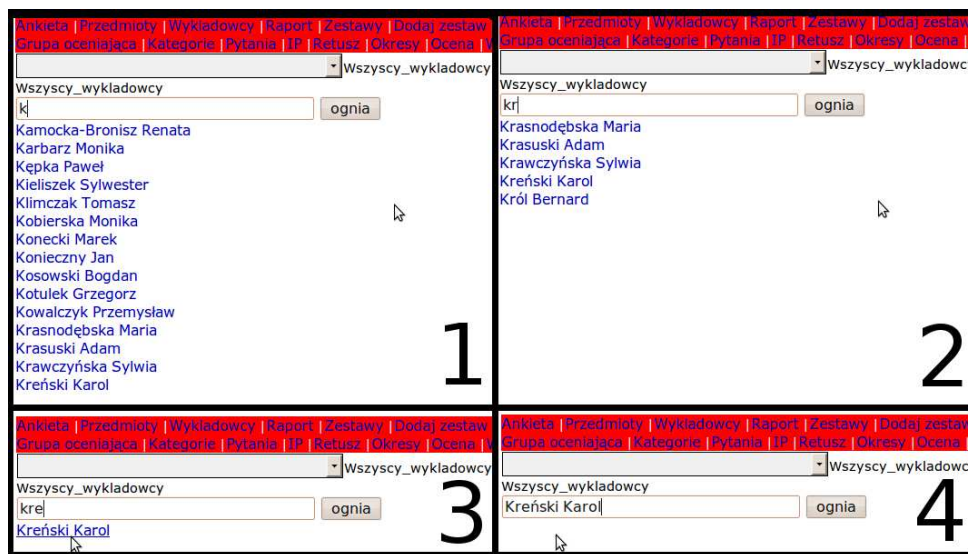 Ankieta |Przedmioty |Wykladowcy |Raport |Zestawy |Dodaj zestaw
Grupa oceniająca |Kategorie |Pytania |IP |Retusz |Okresy |Ocena |
Wszyscy_wykladowcy
Wszyscy_wykladowcy
k
ognia
Kamocka-Bronisz Renata
Karbarz Monika
Kępka Paweł
Kieliszek Sylwester
Klimczak Tomasz
Kobierska Monika
Konecki Marek
Konieczny Jan
Kosowski Bogdan
Kotulek Grzegorz
Kowalczyk Przemysław
Krasnodębska Maria
Krasuski Adam
Krawczyńska Sylwia
Kreński Karol
1
Ankieta |Przedmioty |Wykladowcy |Raport |Zestawy |Dodaj zestaw
Grupa oceniająca |Kategorie |Pytania |IP |Retusz |Okresy |Ocena |
Wszyscy_wykladow
Wszyscy_wykladowcy
kr
ognia
Krasnodębska Maria
Krasuski Adam
Krawczyńska Sylwia
Kreński Karol
Król Bernard
2
Ankieta |Przedmioty |Wykladowcy |Raport |Zestawy |Dodaj zestaw
Grupa oceniająca |Kategorie |Pytania |IP |Retusz |Okresy |Ocena |
Wszyscy_wykladowcy
Wszyscy_wykladowcy
kre
ognia
Kreński Karol
3
Ankieta |Przedmioty |Wykladowcy |Raport |Zestawy |Dodaj zestaw
Grupa oceniająca |Kategorie |Pytania |IP |Retusz |Okresy |Ocena |
Wszyscy_wykladowc
Wszyscy_wykladowcy
Kreński Karol
ognia
4